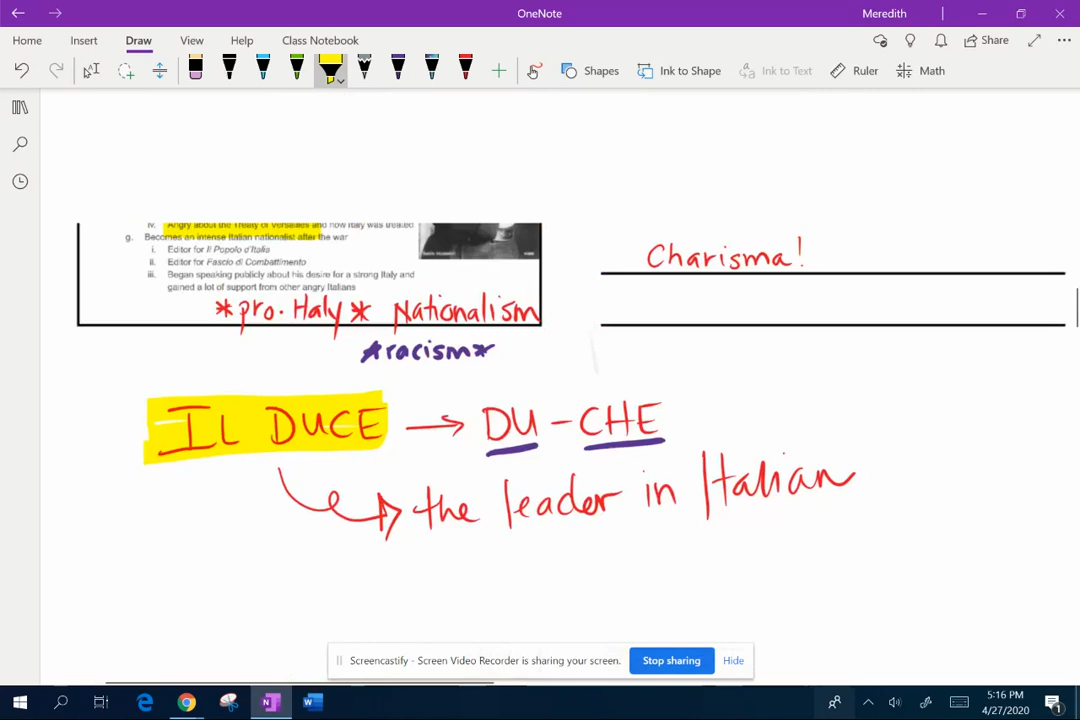 OneNote
Meredith
Home Insert Draw View Help Class Notebook
Share
Shapes Ink to Shape Ink to Text Ruler Math
iv. Angry about the Treaty of Versailles and how Italy was treated
g. Becomes an intense Italian nationalist after the war
i. Editor for Il Popolo d'Italia
ii. Editor for Fascio di Combattimento
iii. Began speaking publicly about his desire for a strong Italy and
gained a lot of support from other angry Italians
*pro. Italy* Nationalism
*racism*
Charisma!
IL DUCE → DU - CHE
the leader in Italian
Screencastify - Screen Video Recorder is sharing your screen.
Stop sharing
Hide
5:16 PM
4/27/2020
1